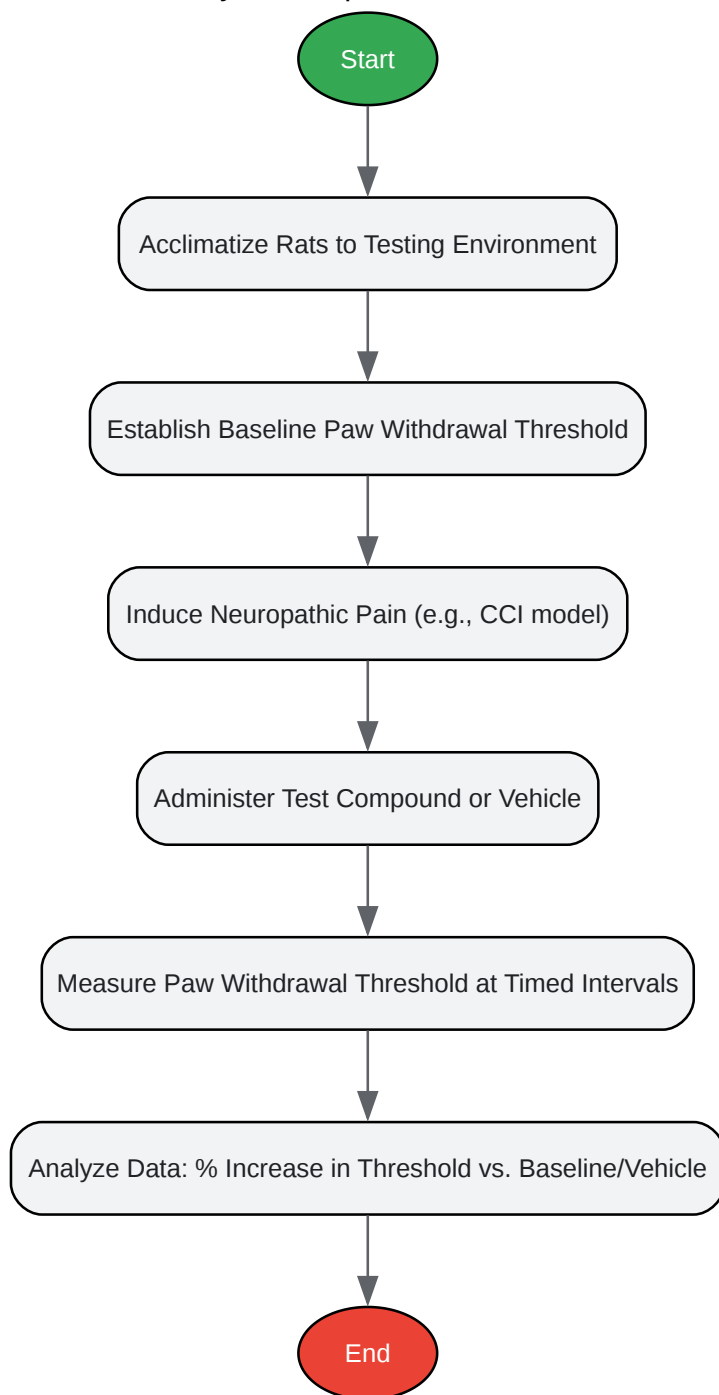 Start
Acclimatize Rats to Testing Environment
Establish Baseline Paw Withdrawal Threshold
Induce Neuropathic Pain (e.g., CCI model)
Administer Test Compound or Vehicle
Measure Paw Withdrawal Threshold at Timed Intervals
Analyze Data: % Increase in Threshold vs. Baseline/Vehicle
End